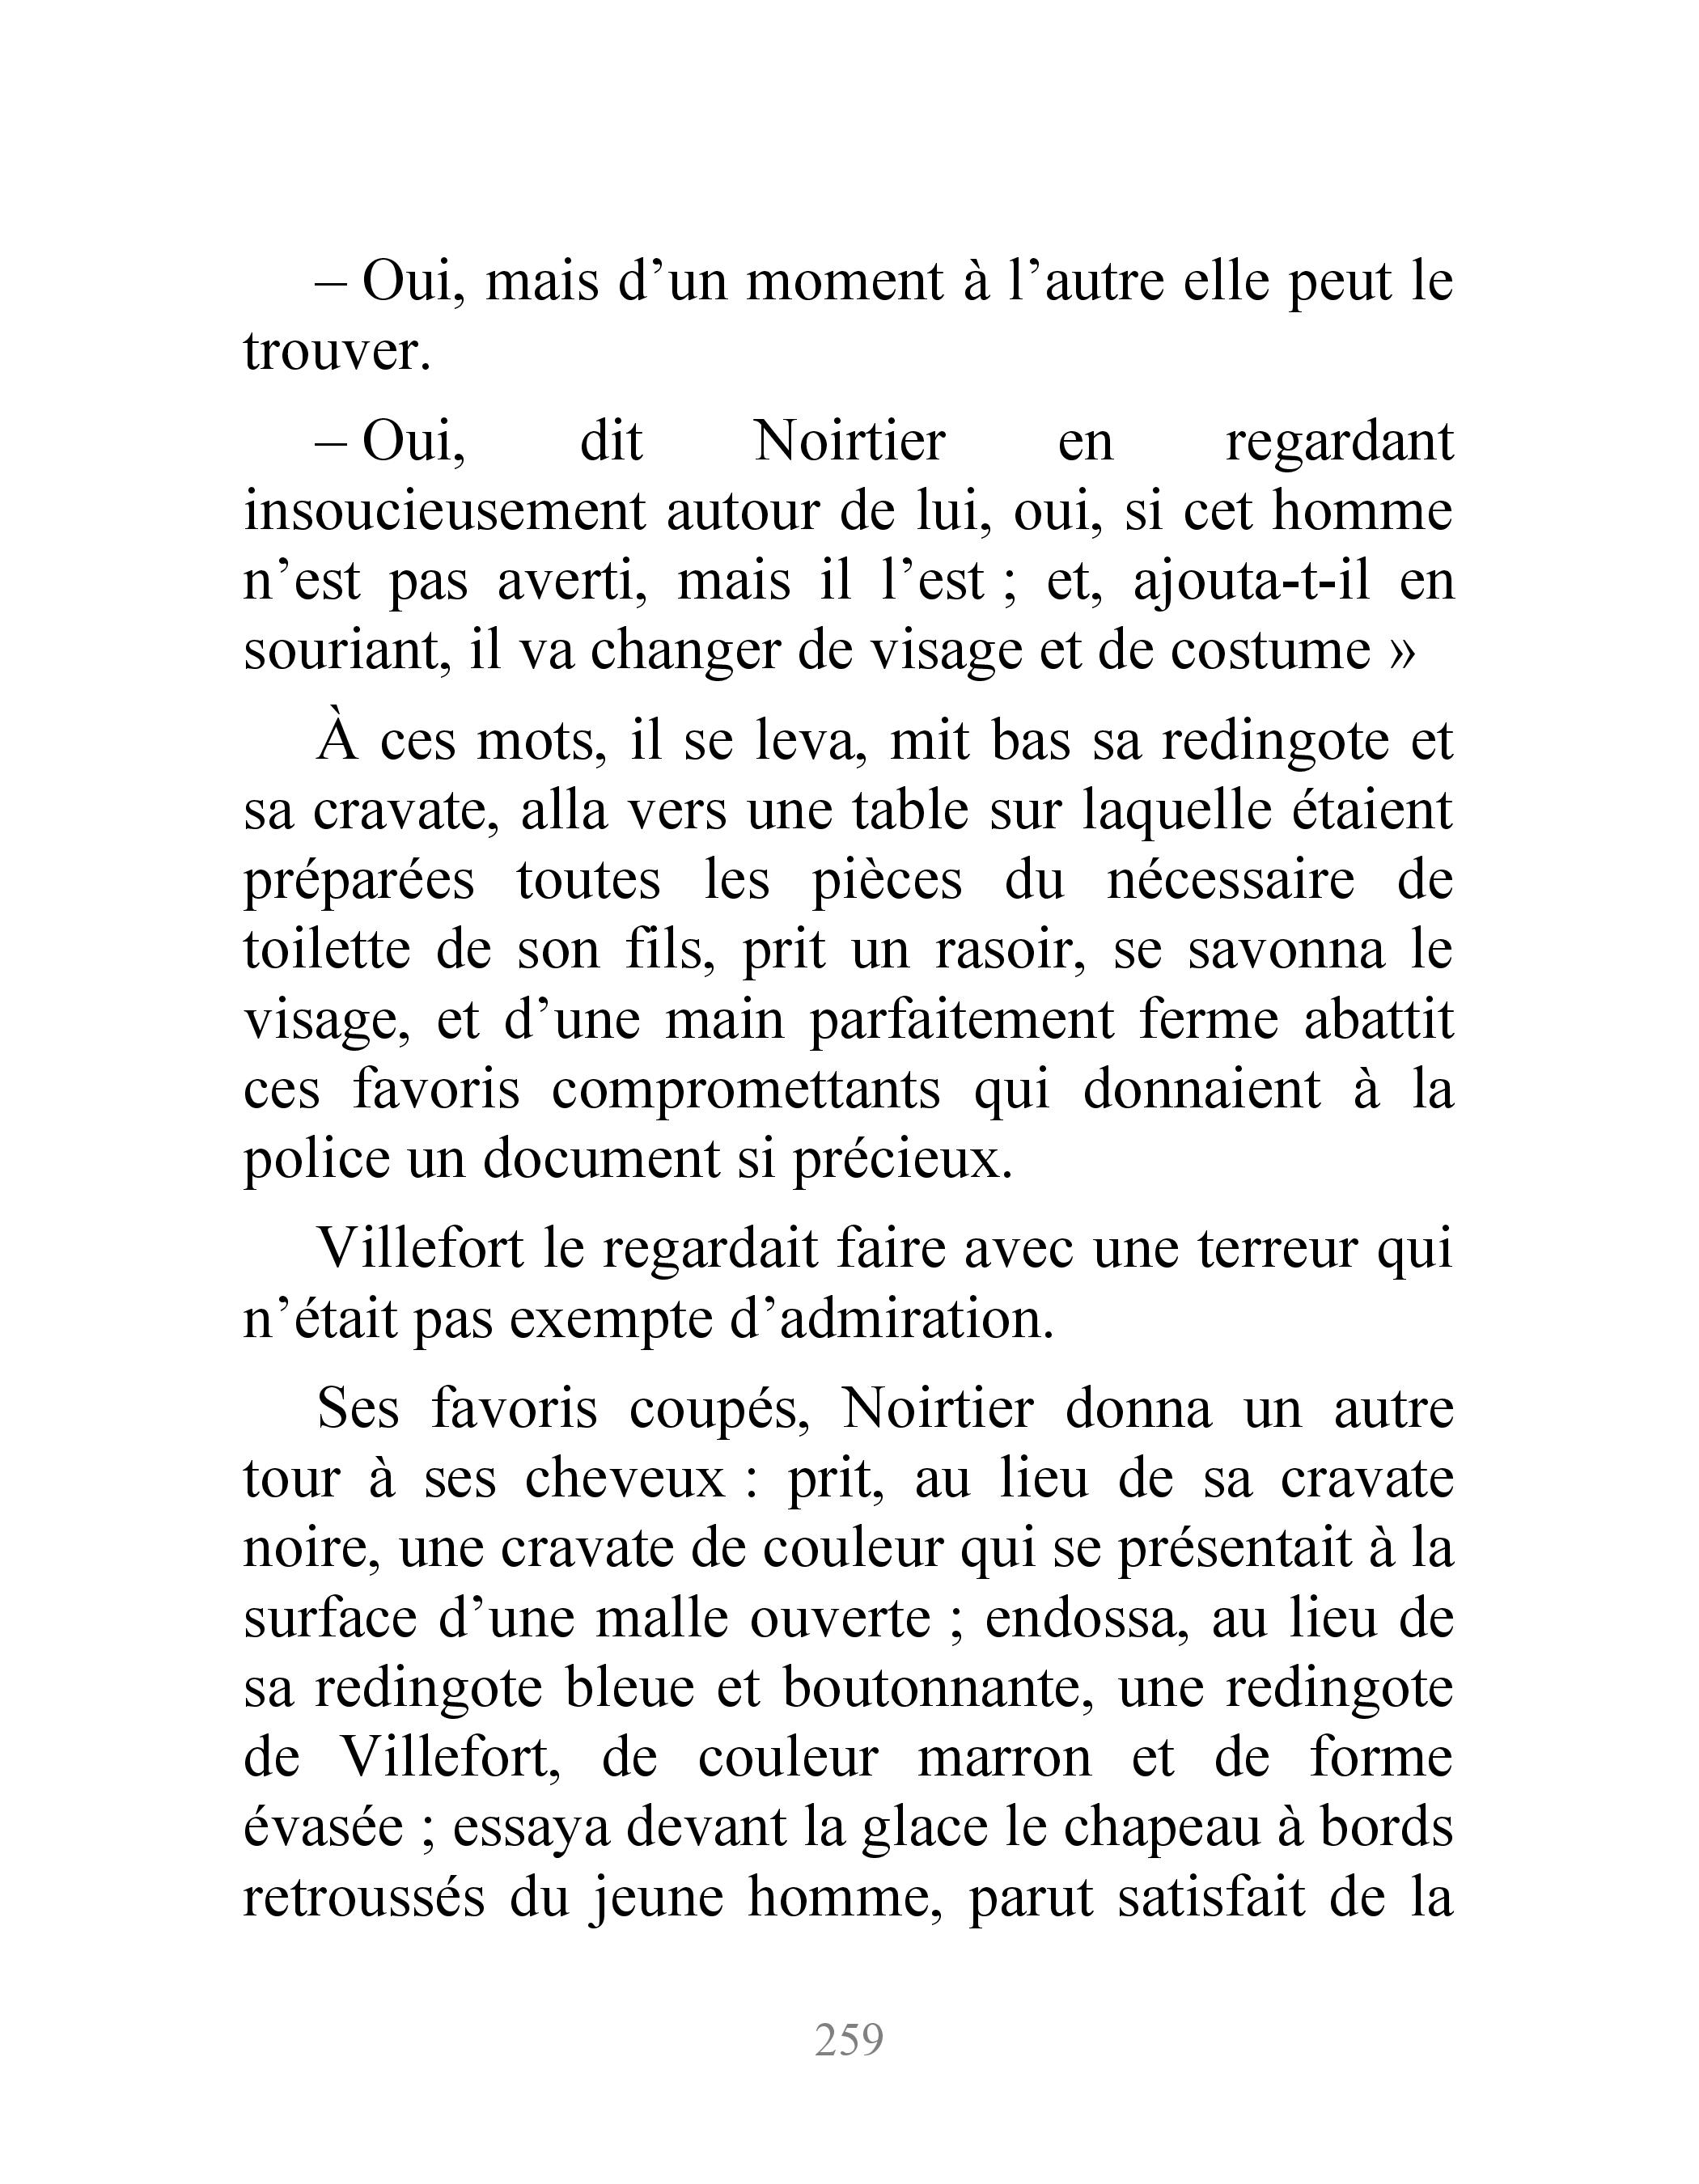 – Oui, mais d’un moment à l’autre elle peut le
trouver.
– Oui, dit Noirtier en regardant
insoucieusement autour de lui, oui, si cet homme
n’est pas averti, mais il l’est ; et, ajouta-t-il en
souriant, il va changer de visage et de costume »
À ces mots, il se leva, mit bas sa redingote et
sa cravate, alla vers une table sur laquelle étaient
préparées toutes les pièces du nécessaire de
toilette de son fils, prit un rasoir, se savonna le
visage, et d’une main parfaitement ferme abattit
ces favoris compromettants qui donnaient à la
police un document si précieux.
Villefort le regardait faire avec une terreur qui
n’était pas exempte d’admiration.
Ses favoris coupés, Noirtier donna un autre
tour à ses cheveux : prit, au lieu de sa cravate
noire, une cravate de couleur qui se présentait à la
surface d’une malle ouverte ; endossa, au lieu de
sa redingote bleue et boutonnante, une redingote
de Villefort, de couleur marron et de forme
évasée ; essaya devant la glace le chapeau à bords
retroussés du jeune homme, parut satisfait de la
259